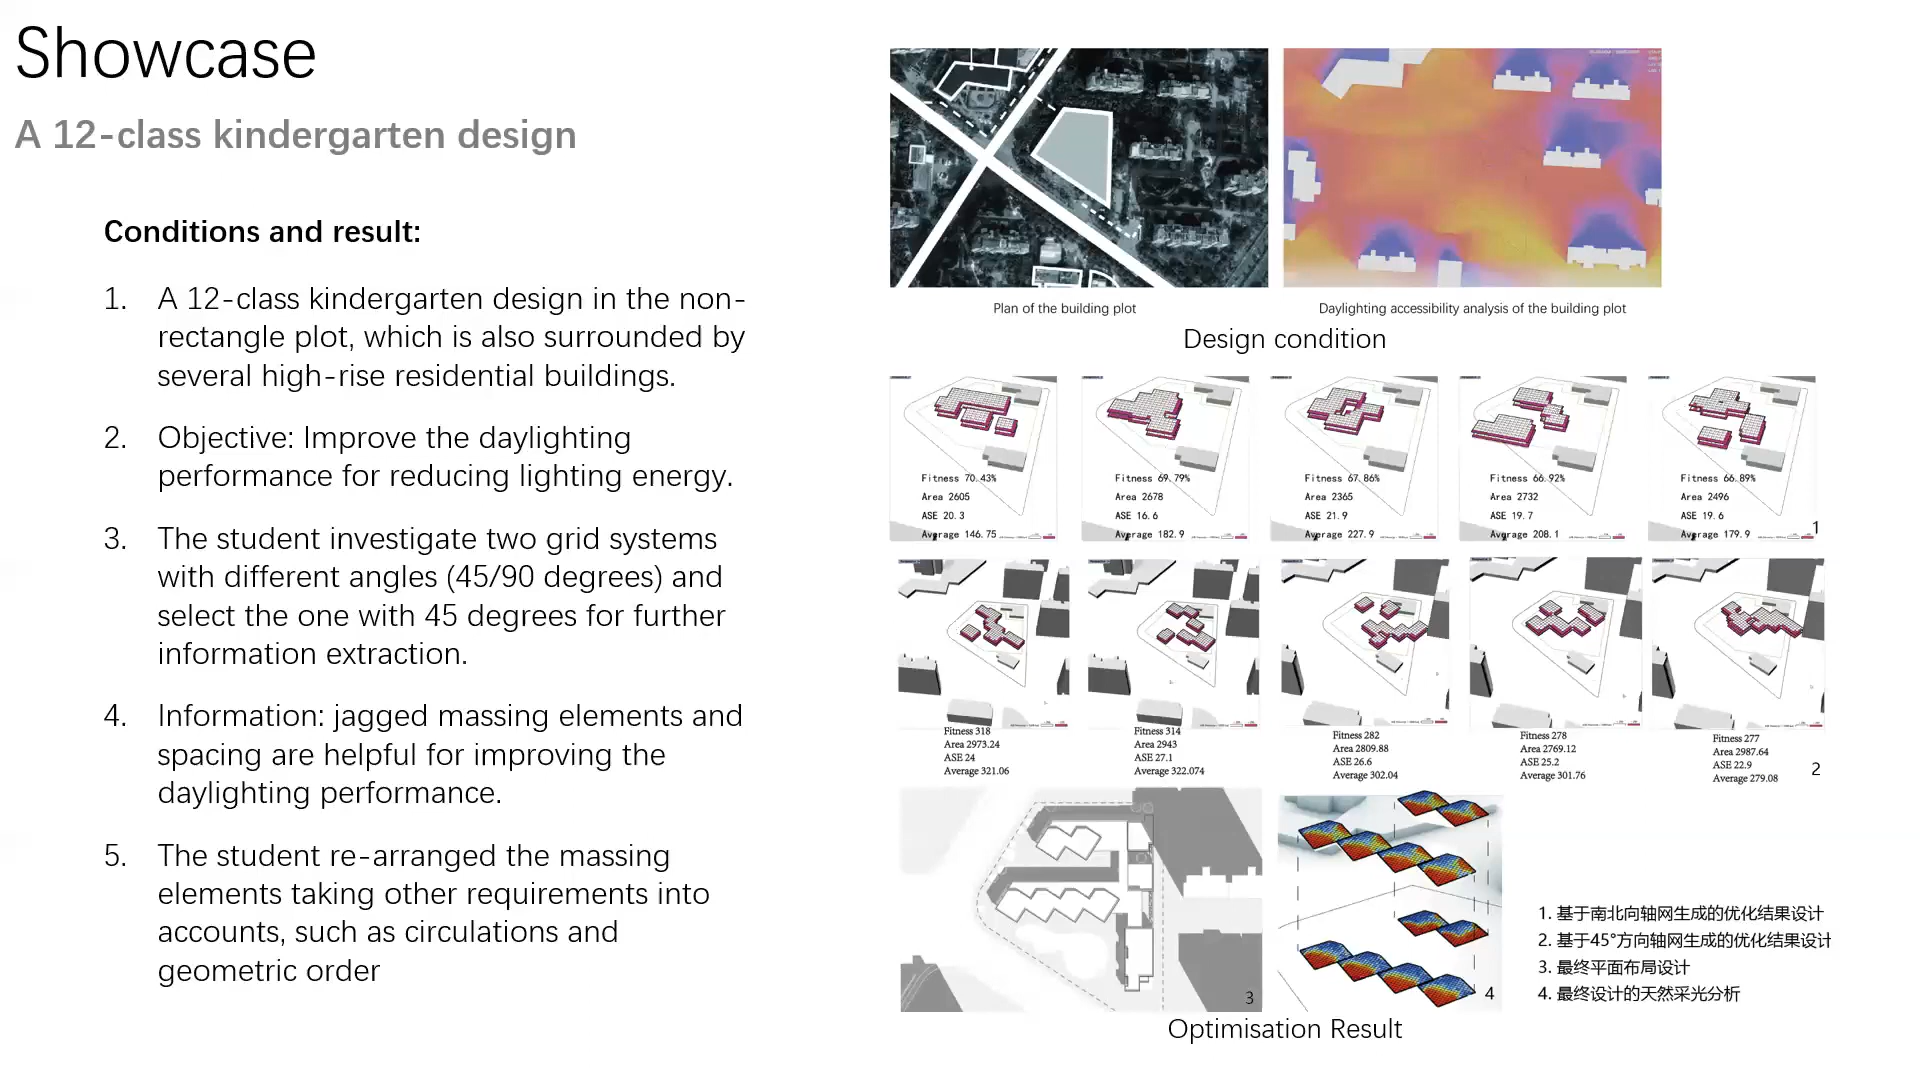 Showcase
A 12-class kindergarten design
Conditions and result:
1. A 12-class kindergarten design in the non-
rectangle plot, which is also surrounded by
several high-rise residential buildings.
2. Objective: Improve the daylighting
performance for reducing lighting energy.
3. The student investigate two grid systems
with different angles (45/90 degrees) and
select the one with 45 degrees for further
information extraction.
4. Information: jagged massing elements and
spacing are helpful for improving the
daylighting performance.
5. The student re-arranged the massing
elements taking other requirements into
accounts, such as circulations and
geometric order
Plan of the building plot
Daylighting accessibility analysis of the building plot
Design condition
Fitness 70.43%
Area 2605
ASE 20.3
Average 146.75
Fitness 69.79%
Area 2678
ASE 16.6
Average 182.9
Fitness 67.86%
Area 2365
ASE 21.9
Average 227.9
Fitness 66.92%
Area 2732
ASE 19.7
Average 208.1
Fitness 66.89%
Area 2496
ASE 19.6
Average 179.9
1
Fitness 318
Area 2973.24
ASE 24
Average 321.06
Fitness 314
Area 2943
ASE 27.1
Average 322.074
Fitness 282
Area 2809.88
ASE 26.6
Average 302.04
Fitness 278
Area 2769.12
ASE 25.2
Average 301.76
Fitness 277
Area 2987.64
ASE 22.9
Average 279.08
2
3
4
1. 基于南北向轴网生成的优化结果设计
2. 基于45°方向轴网生成的优化结果设计
3. 最终平面布局设计
4. 最终设计的天然采光分析
Optimisation Result